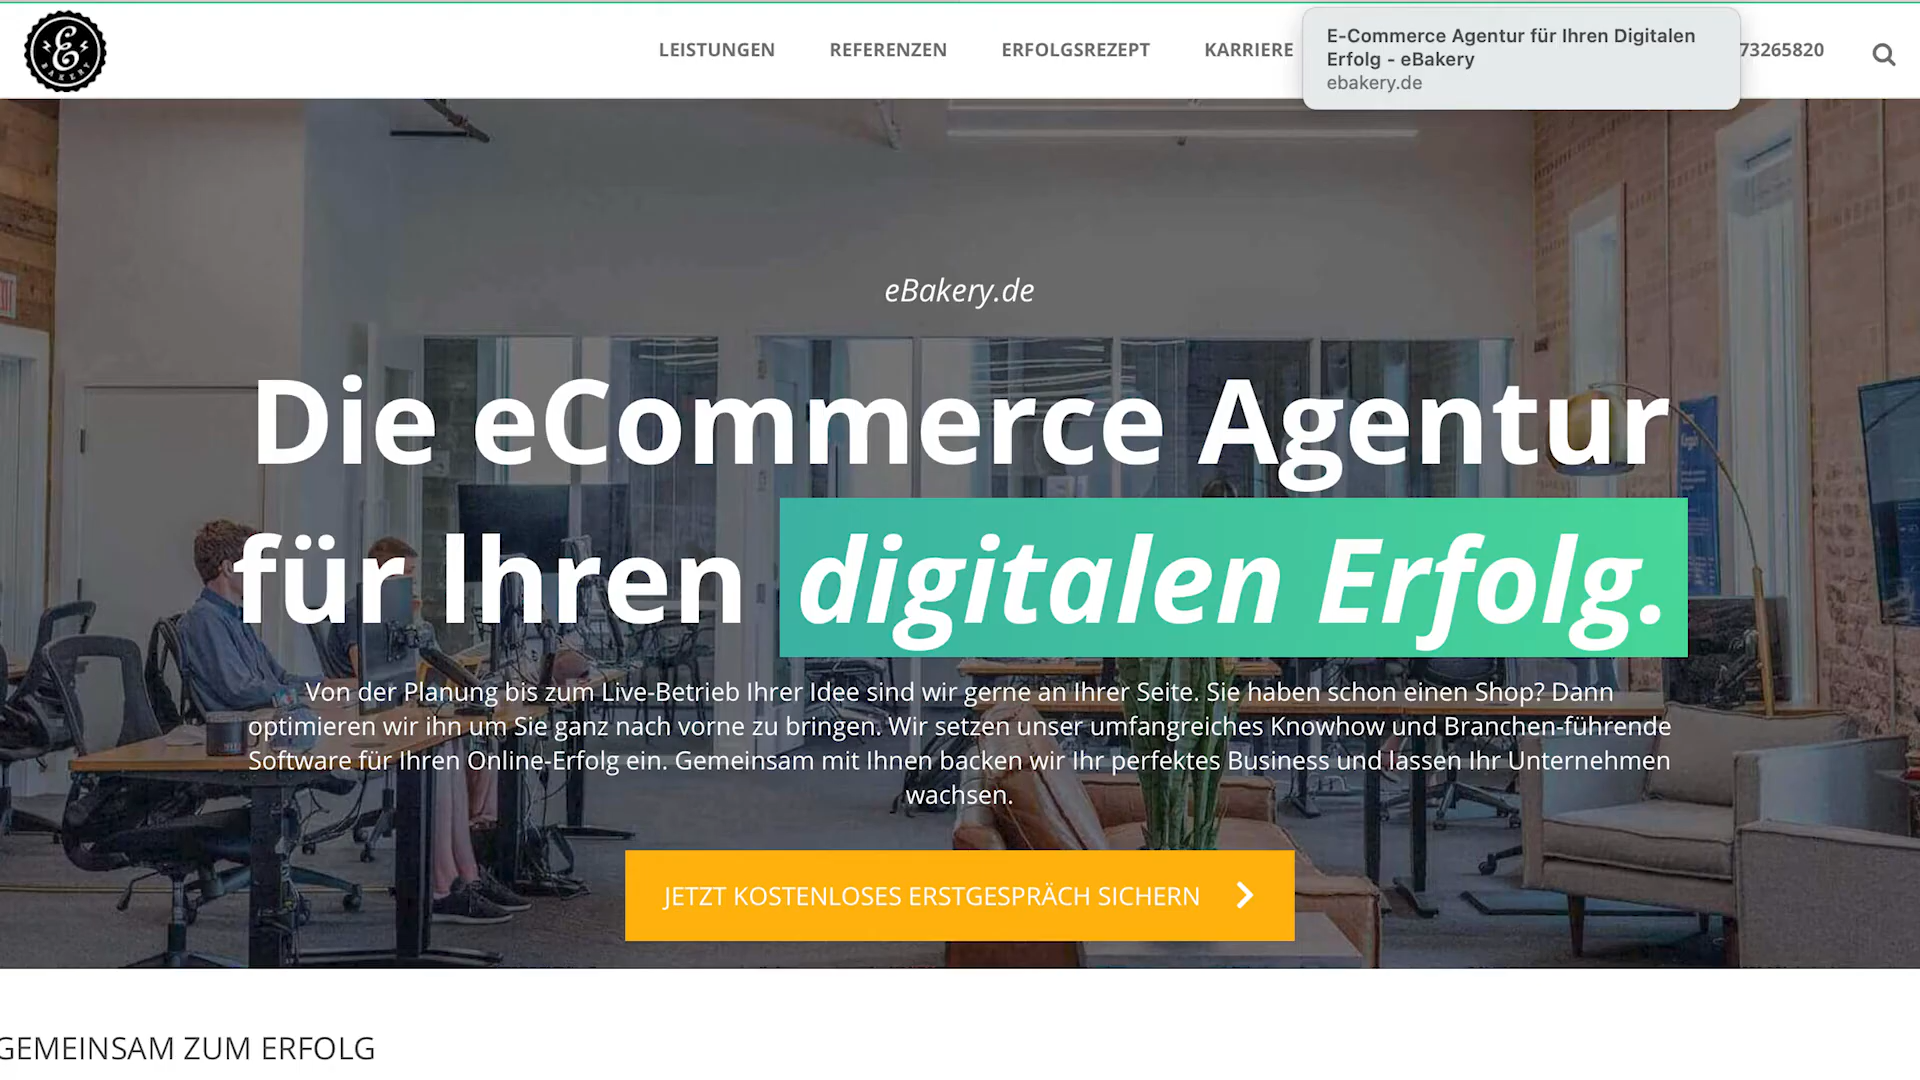 E
BAKERY
LEISTUNGEN
REFERENZEN
ERFOLGSREZEPT
KARRIERE
E-Commerce Agentur für Ihren Digitalen
Erfolg - eBakery
ebakery.de
73265820
eBakery.de
Die eCommerce Agentur
für Ihren digitalen Erfolg.
Von der Planung bis zum Live-Betrieb Ihrer Idee sind wir gerne an Ihrer Seite. Sie haben schon einen Shop? Dann
optimieren wir ihn um Sie ganz nach vorne zu bringen. Wir setzen unser umfangreiches Knowhow und Branchen-führende
Software für Ihren Online-Erfolg ein. Gemeinsam mit Ihnen backen wir Ihr perfektes Business und lassen Ihr Unternehmen
wachsen.
JETZT KOSTENLOSES ERSTGESPRÄCH SICHERN
GEMEINSAM ZUM ERFOLG